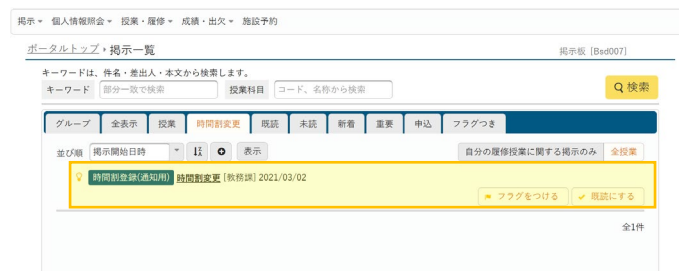 掲示 個人情報照会 授業・履修 成績・出欠 施設予約
ポータルトップ 掲示一覧 掲示板 [Bsd007]
キーワードは、件名・差出人・本文から検索します。
キーワード 部分一致で検索 授業科目 コード、名称から検索 検索
グループ 全表示 授業 時間割変更 既読 未読 新着 重要 申込 フラグつき
並び順 掲示開始日時 表示 自分の履修授業に関する掲示のみ 全授業
時間割登録(通知用) 時間割変更 [教務課] 2021/03/02
フラグをつける 既読にする
全1件